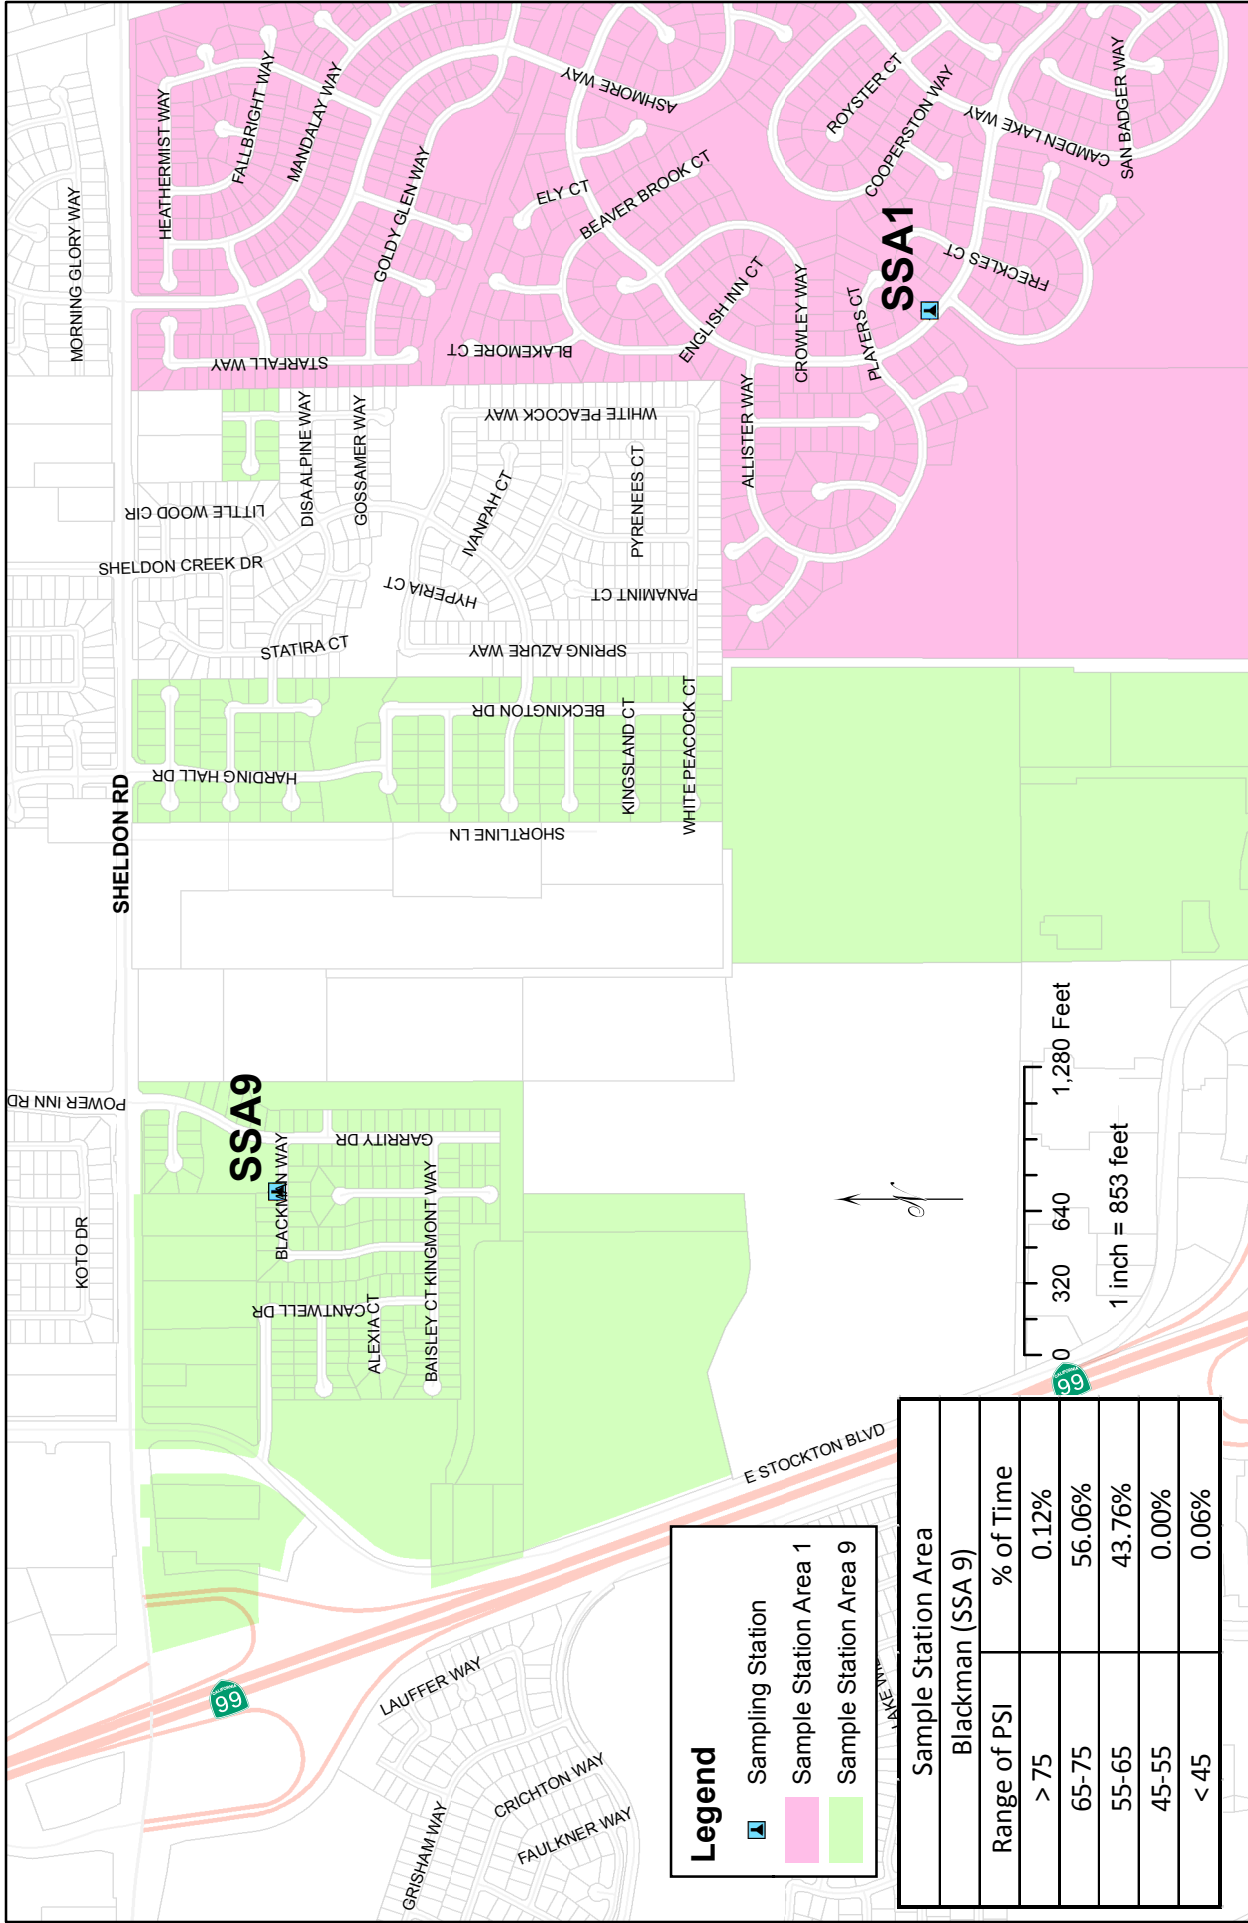 MORNING GLORY WAY
HEATHERMIST WAY
FALLBRIGHT WAY
MANDALAY WAY
GOLDY GLEN WAY
STARFALL WAY
ASHMORE WAY
ELY CT
BEAVER BROOK CT
BLAKEMORE CT
ENGLISH INN CT
CROWLEY WAY
PLAYERS CT
ALLISTER WAY
ROYSTER CT
COOPERSTON WAY
CAMDEN LAKE WAY
SAN BADGER WAY
FRECKLES CT
SSA1
SHELDON RD
LITTLE WOOD CIR
SHELDON CREEK DR
DISA ALPINE WAY
GOSSAMER WAY
STATIRA CT
WHITE PEACOCK WAY
IVANPAH CT
HYPERIA CT
PYRENEES CT
PANAMINT CT
SPRING AZURE WAY
HARDING HALL DR
BECKINGTON DR
KINGSLAND CT
WHITE PEACOCK CT
SHORTLINE LN
POWER INN RD
KOTO DR
SSA9
BLACKMAN WAY
GARRITY DR
CANTWELL DR
ALEXIA CT
BAISLEY CT
KINGMONT WAY
E STOCKTON BLVD
CALIFORNIA
99
CALIFORNIA
99
LAUFFER WAY
GRISHAM WAY
CRICHTON WAY
FAULKNER WAY
N
0 320 640 1,280 Feet
1 inch = 853 feet
Legend
Sampling Station
Sample Station Area 1
Sample Station Area 9
Sample Station Area
Blackman (SSA 9)
Range of PSI % of Time
> 75 0.12%
65-75 56.06%
55-65 43.76%
45-55 0.00%
< 45 0.06%